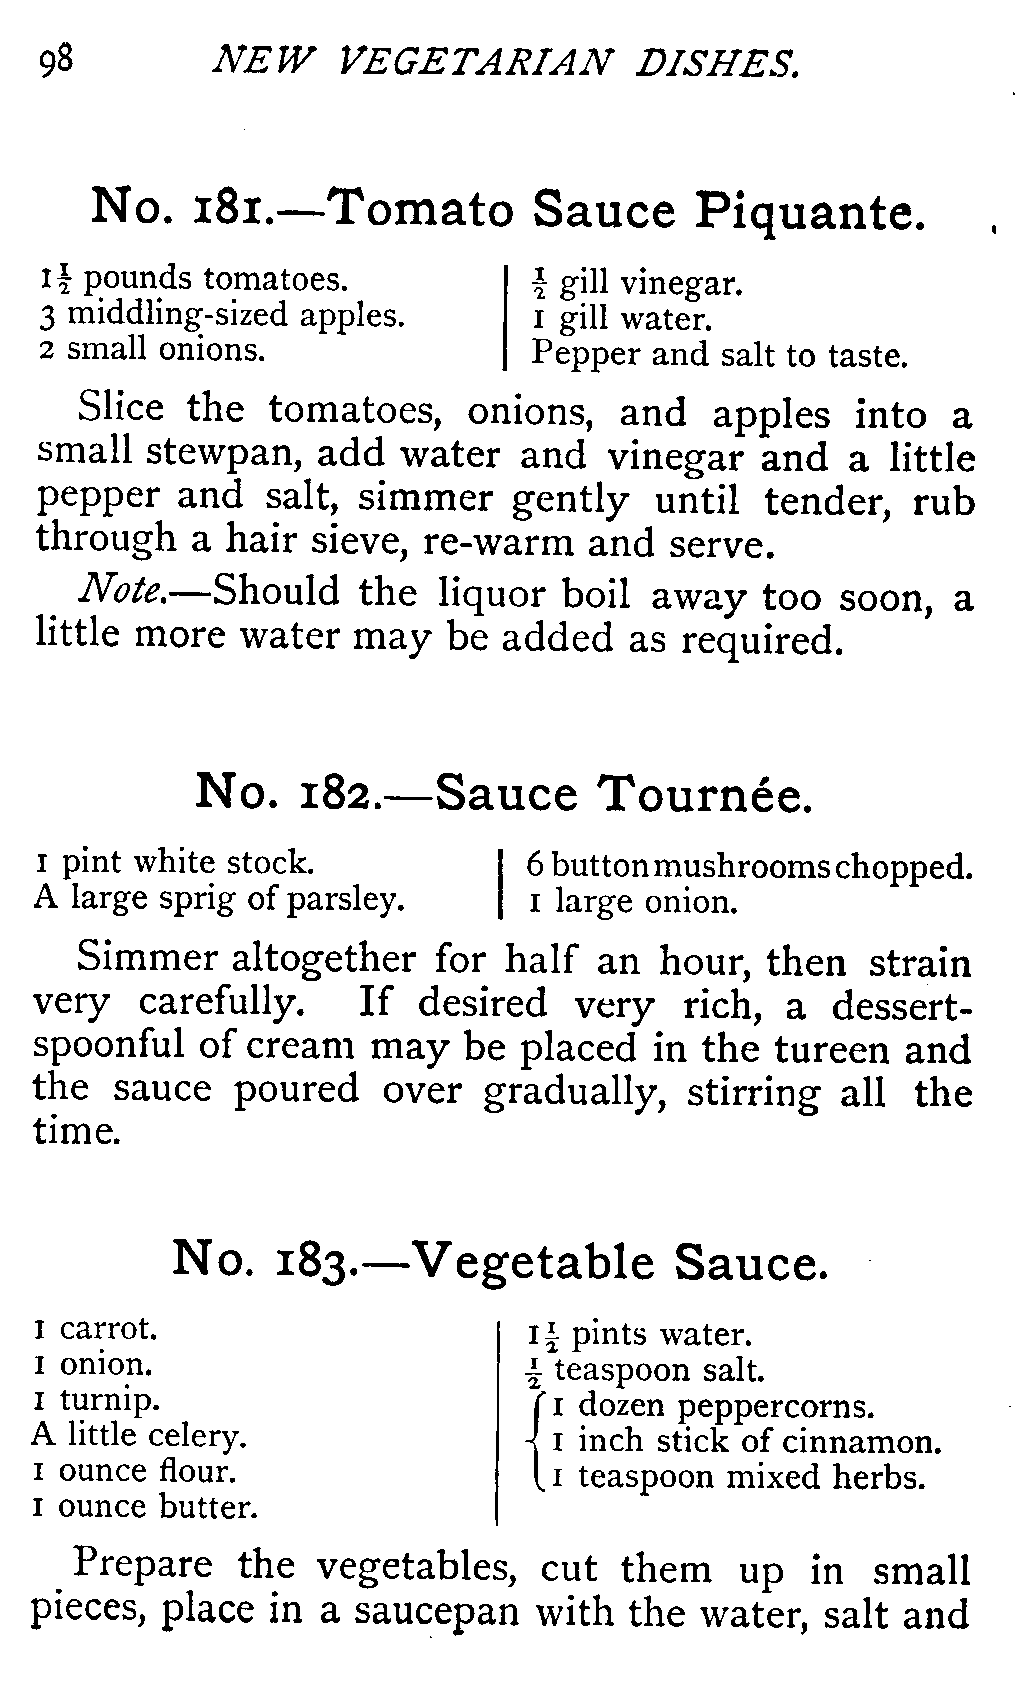 98 NEW VEGETARIAN DISHES.
No. 181.—Tomato Sauce Piquante.
1½ pounds tomatoes.
3 middling-sized apples.
2 small onions.
½ gill vinegar.
1 gill water.
Pepper and salt to taste.
Slice the tomatoes, onions, and apples into a
small stewpan, add water and vinegar and a little
pepper and salt, simmer gently until tender, rub
through a hair sieve, re-warm and serve.
Note.—Should the liquor boil away too soon, a
little more water may be added as required.
No. 182.—Sauce Tournée.
1 pint white stock.
A large sprig of parsley.
6 button mushrooms chopped.
1 large onion.
Simmer altogether for half an hour, then strain
very carefully. If desired very rich, a dessert-
spoonful of cream may be placed in the tureen and
the sauce poured over gradually, stirring all the
time.
No. 183.—Vegetable Sauce.
1 carrot.
1 onion.
1 turnip.
A little celery.
1 ounce flour.
1 ounce butter.
1½ pints water.
½ teaspoon salt.
1 dozen peppercorns.
1 inch stick of cinnamon.
1 teaspoon mixed herbs.
Prepare the vegetables, cut them up in small
pieces, place in a saucepan with the water, salt and